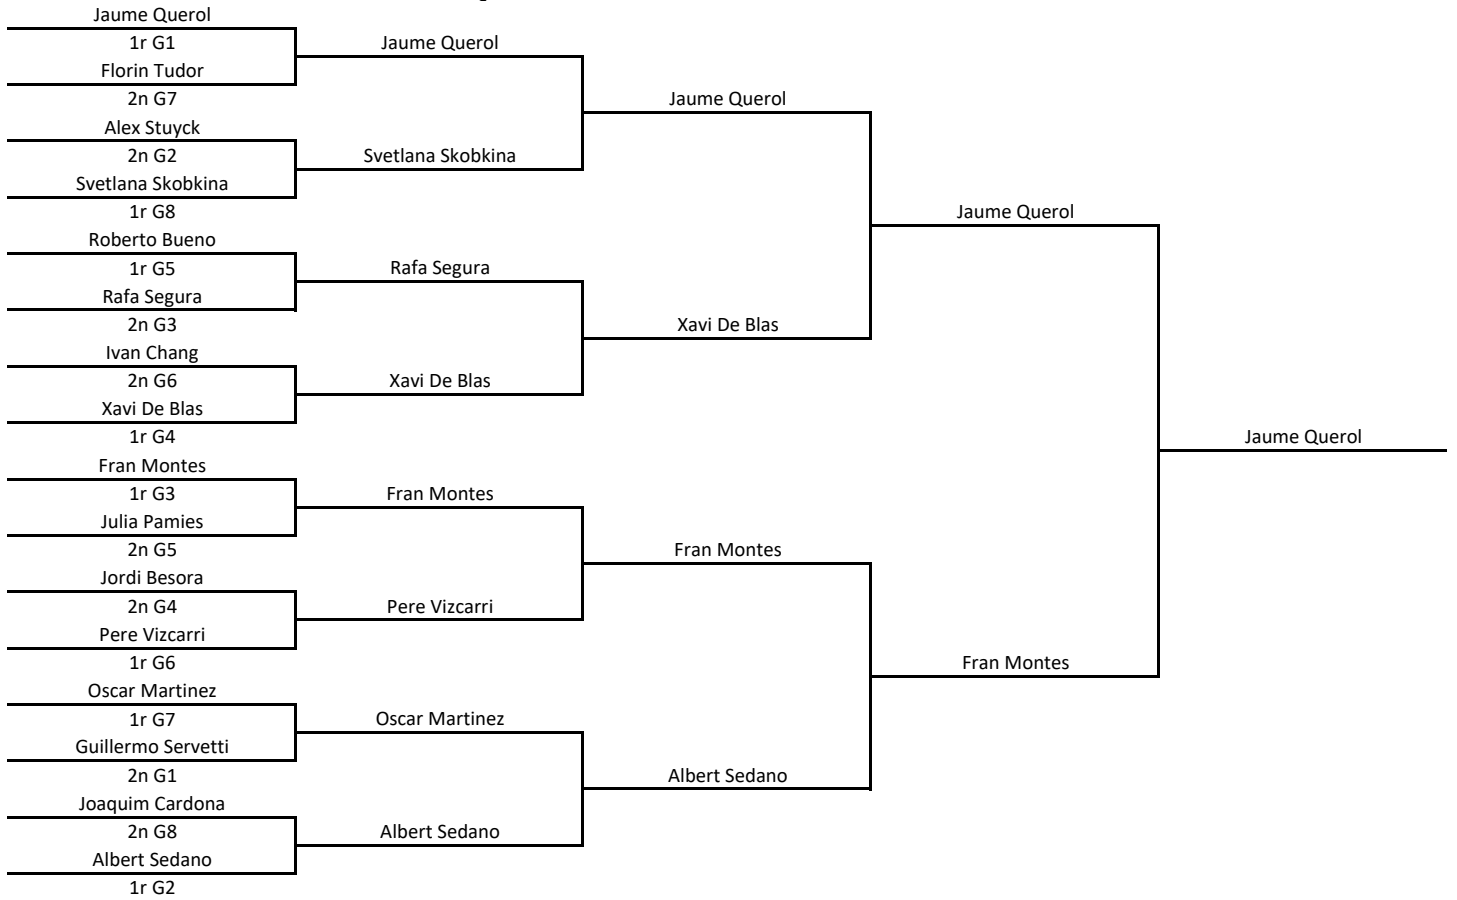 Jaume Querol
1r G1
Florin Tudor
2n G7
Alex Stuyck
2n G2
Svetlana Skobkina
1r G8
Roberto Bueno
1r G5
Rafa Segura
2n G3
Ivan Chang
2n G6
Xavi De Blas
1r G4
Fran Montes
1r G3
Julia Pamies
2n G5
Jordi Besora
2n G4
Pere Vizcarri
1r G6
Oscar Martinez
1r G7
Guillermo Servetti
2n G1
Joaquim Cardona
2n G8
Albert Sedano
1r G2
Jaume Querol
Svetlana Skobkina
Rafa Segura
Xavi De Blas
Fran Montes
Pere Vizcarri
Oscar Martinez
Albert Sedano
Jaume Querol
Xavi De Blas
Fran Montes
Albert Sedano
Jaume Querol
Fran Montes
Jaume Querol